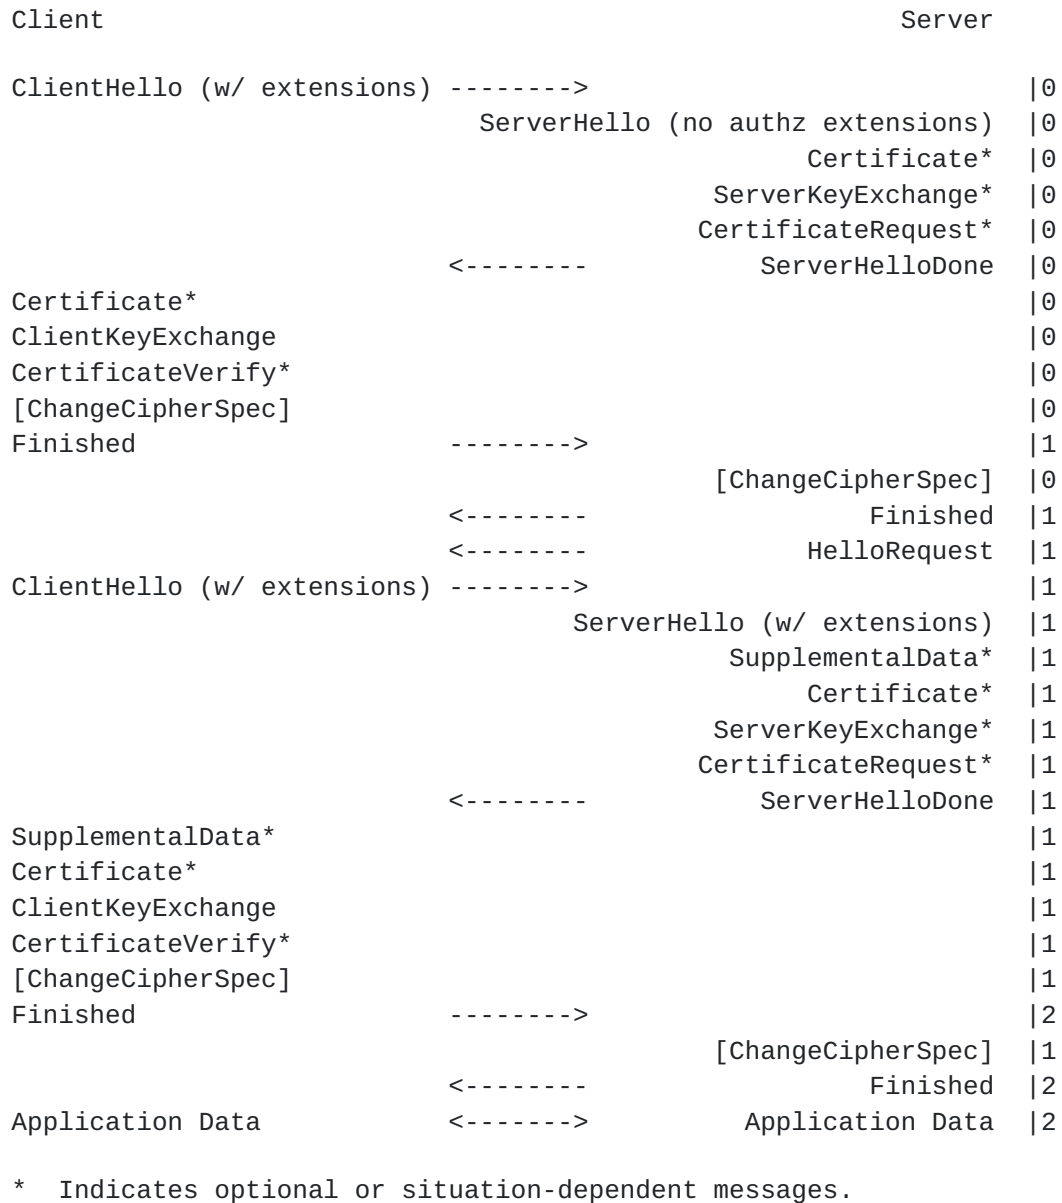 Client                                                   Server

ClientHello (w/ extensions) -------->                            |0
                              ServerHello (no authz extensions)  |0
                                                   Certificate*  |0
                                             ServerKeyExchange*  |0
                                            CertificateRequest*  |0
                            <--------           ServerHelloDone  |0
Certificate*                                                     |0
ClientKeyExchange                                                |0
CertificateVerify*                                               |0
[ChangeCipherSpec]                                               |0
Finished                    -------->                            |1
                                             [ChangeCipherSpec]  |0
                            <--------                  Finished  |1
                            <--------              HelloRequest  |1
ClientHello (w/ extensions) -------->                            |1
                                    ServerHello (w/ extensions)  |1
                                              SupplementalData*  |1
                                                   Certificate*  |1
                                             ServerKeyExchange*  |1
                                            CertificateRequest*  |1
                            <--------           ServerHelloDone  |1
SupplementalData*                                                |1
Certificate*                                                     |1
ClientKeyExchange                                                |1
CertificateVerify*                                               |1
[ChangeCipherSpec]                                               |1
Finished                    -------->                            |2
                                             [ChangeCipherSpec]  |1
                            <--------                  Finished  |2
Application Data            <------->          Application Data  |2

*  Indicates optional or situation-dependent messages.